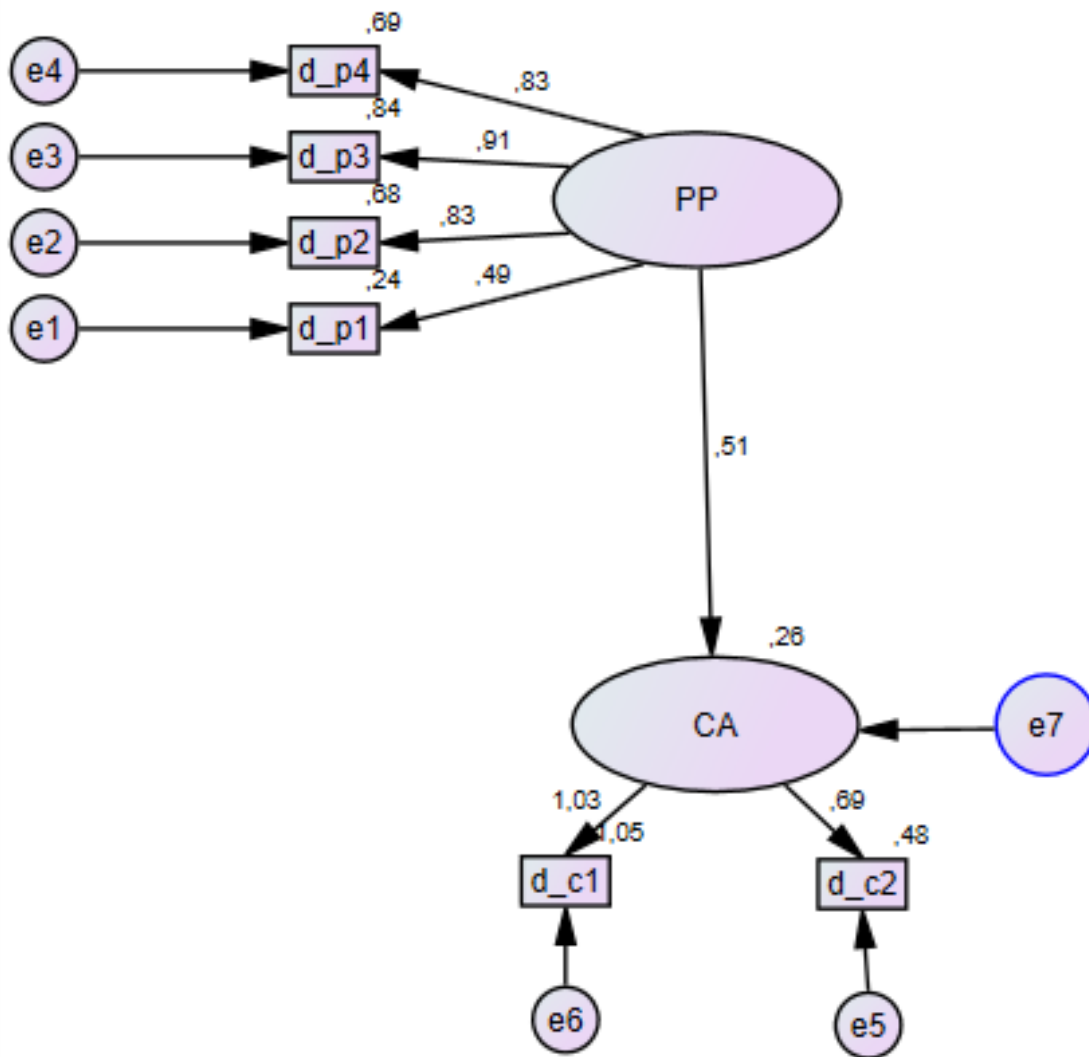 ,69
e4
d_p4
,83
,84
e3
d_p3
,91
PP
,68
e2
d_p2
,83
,24
,49
e1
d_p1
,51
,26
CA
e7
1,03
,69
1,05
,48
d_c1
d_c2
e6
e5